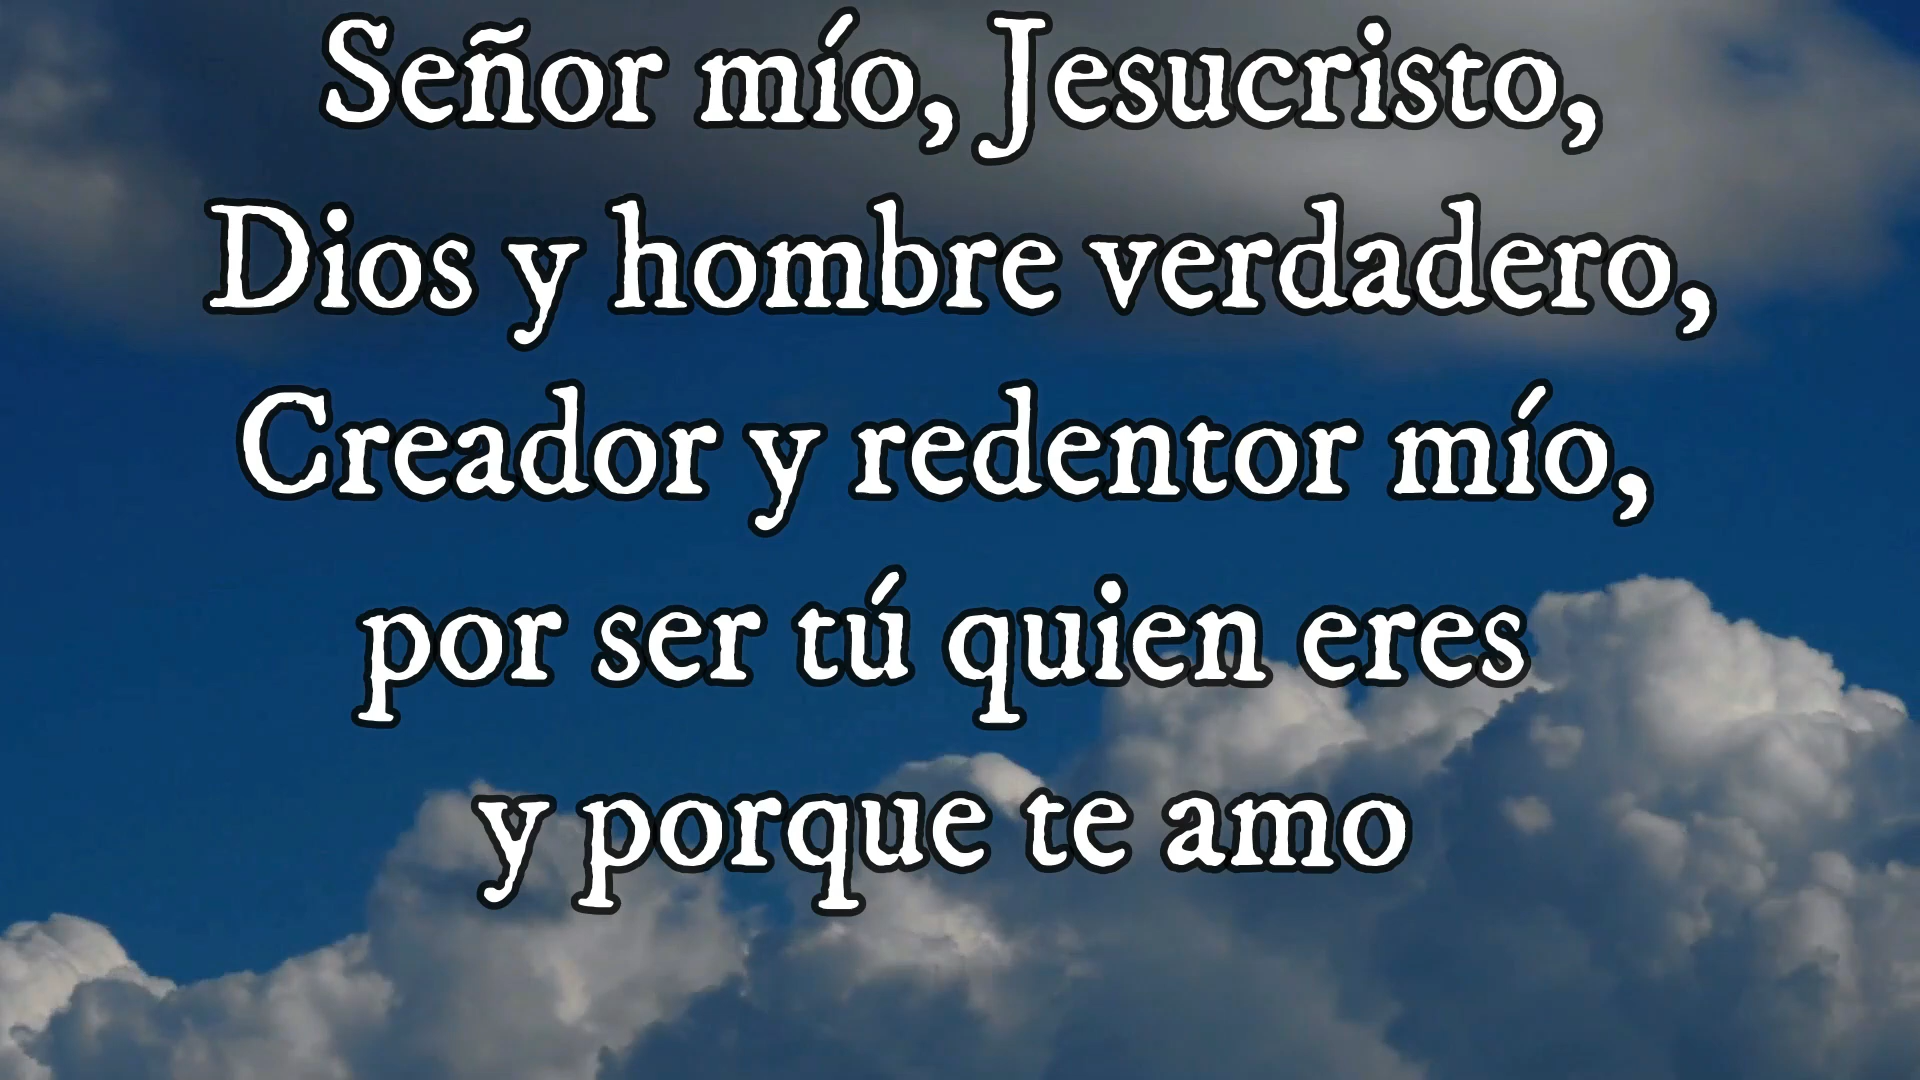 Señor mío, Jesucristo,
Dios y hombre verdadero,
Creador y redentor mío,
por ser tú quien eres
y porque te amo